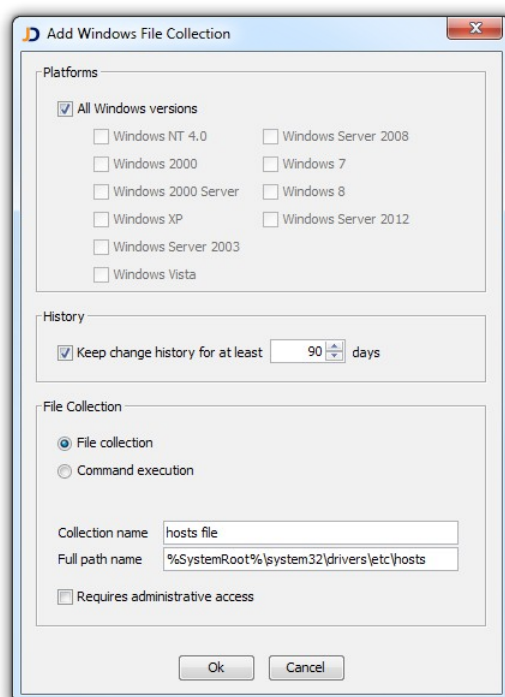 Add Windows File Collection
Platforms
All Windows versions
Windows NT 4.0
Windows Server 2008
Windows 2000
Windows 7
Windows 2000 Server
Windows 8
Windows XP
Windows Server 2012
Windows Server 2003
Windows Vista
History
Keep change history for at least 90 days
File Collection
File collection
Command execution
Collection name hosts file
Full path name %SystemRoot%\system32\drivers\etc\hosts
Requires administrative access
Ok Cancel